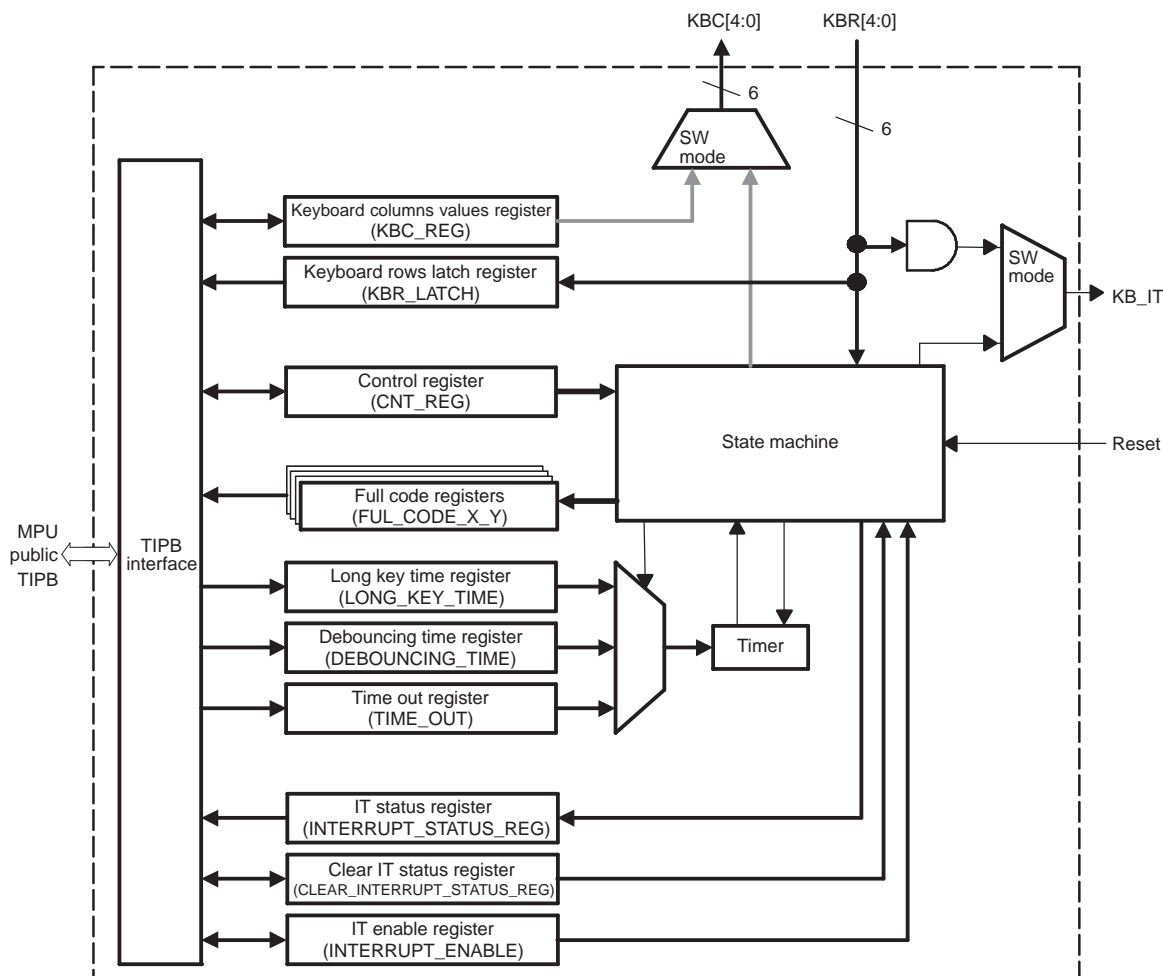 KBC[4:0]
KBR[4:0]
6
6
SW
mode
Keyboard columns values register
(KBC_REG)
SW
mode
Keyboard rows latch register
(KBR_LATCH)
KB_IT
Control register
(CNT_REG)
State machine
Reset
Full code registers
(FUL_CODE_X_Y)
MPU
public
TIPB
TIPB
interface
Long key time register
(LONG_KEY_TIME)
Debouncing time register
(DEBOUNCING_TIME)
Timer
Time out register
(TIME_OUT)
IT status register
(INTERRUPT_STATUS_REG)
Clear IT status register
(CLEAR_INTERRUPT_STATUS_REG)
IT enable register
(INTERRUPT_ENABLE)